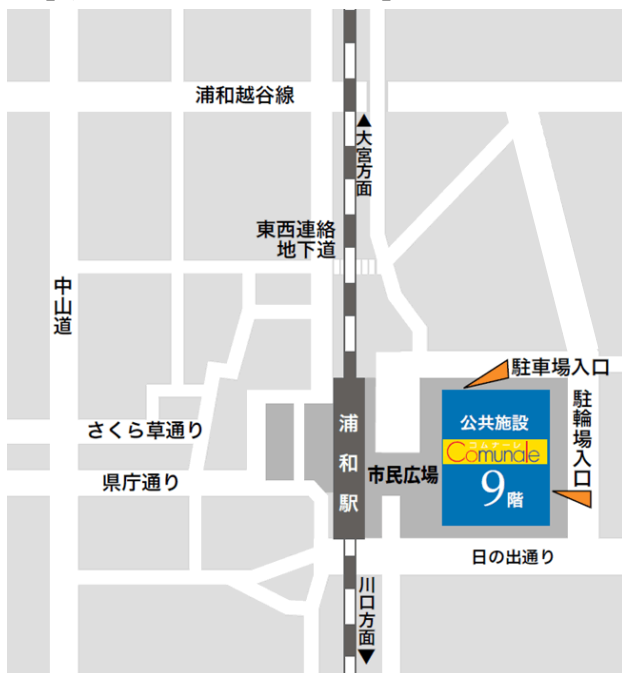 浦和越谷線
▲大宮方面
東西連絡
地下道
中山道
駐車場入口
さくら草通り
浦和駅
公共施設
コムナーレ
Comunale
9階
駐輪場入口
市民広場
県庁通り
日の出通り
川口方面▼